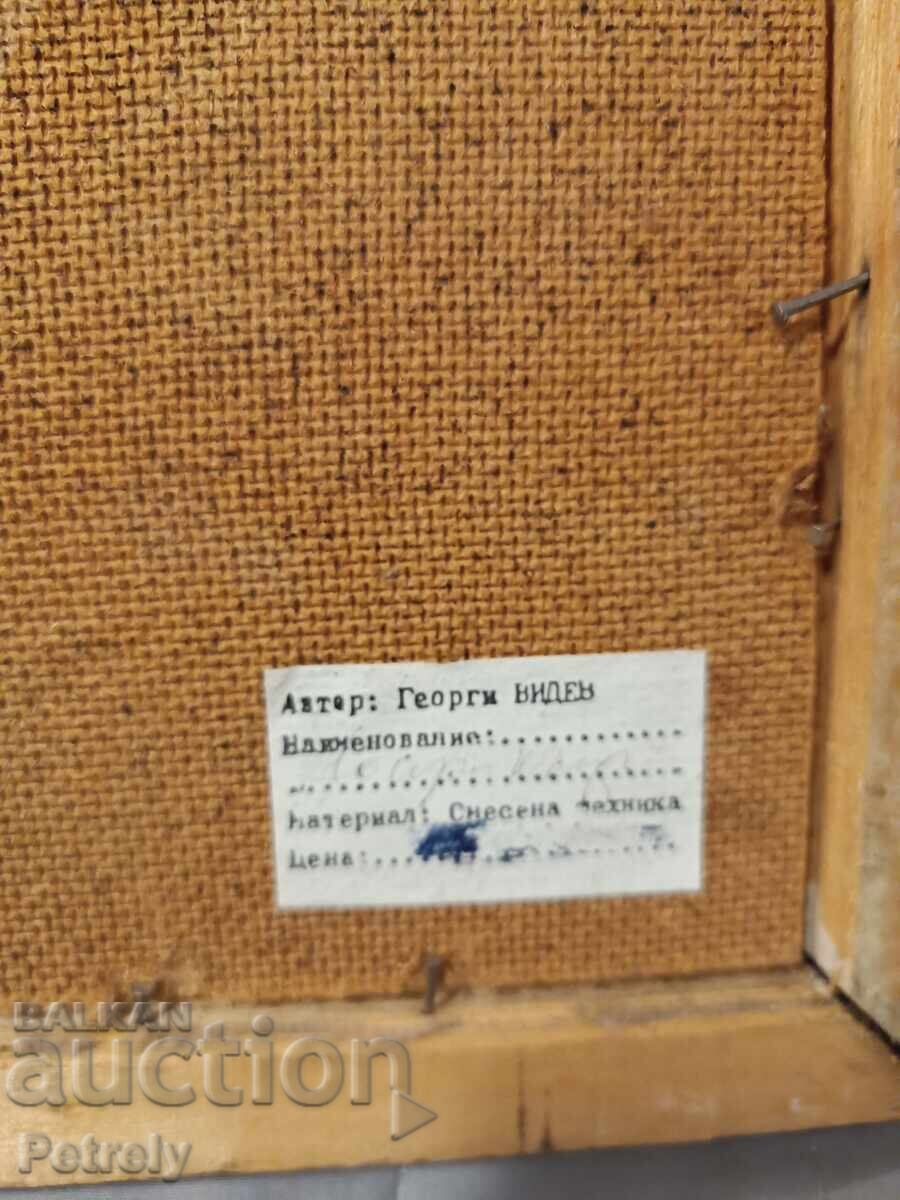 Автор: Георги ВИДЕВ
Наименование:.............
.........................
Материал: Смесена техника
Цена:....................
BALKAN
auction
Petrely